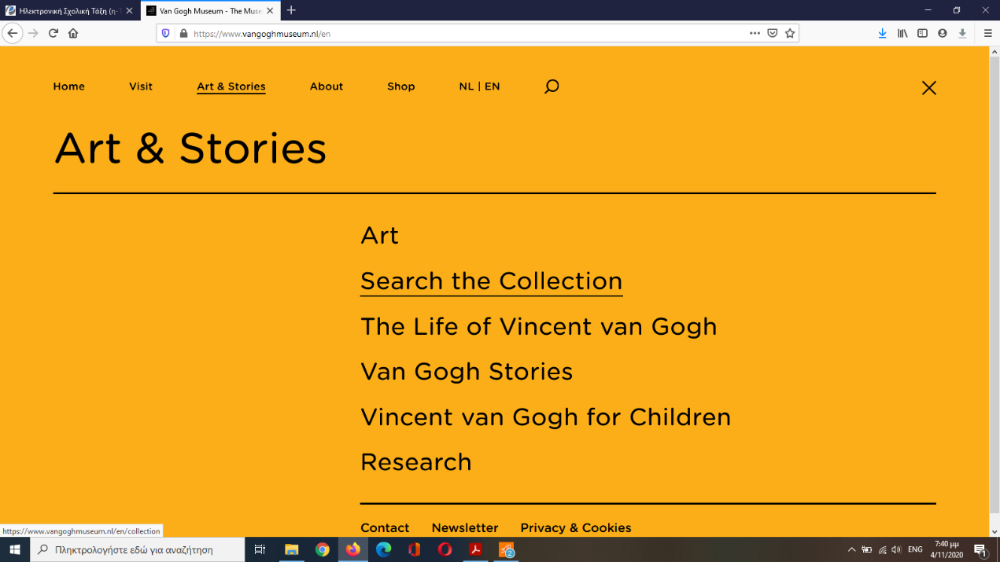 Ηλεκτρονική Σχολική Τάξη (η-Τ
Van Gogh Museum - The Muse
https://www.vangoghmuseum.nl/en
Home Visit Art & Stories About Shop NL | EN
Art & Stories
Art
Search the Collection
The Life of Vincent van Gogh
Van Gogh Stories
Vincent van Gogh for Children
Research
Contact Newsletter Privacy & Cookies
https://www.vangoghmuseum.nl/en/collection
Πληκτρολογήστε εδώ για αναζήτηση
2
ENG
7:40 μμ
4/11/2020
1